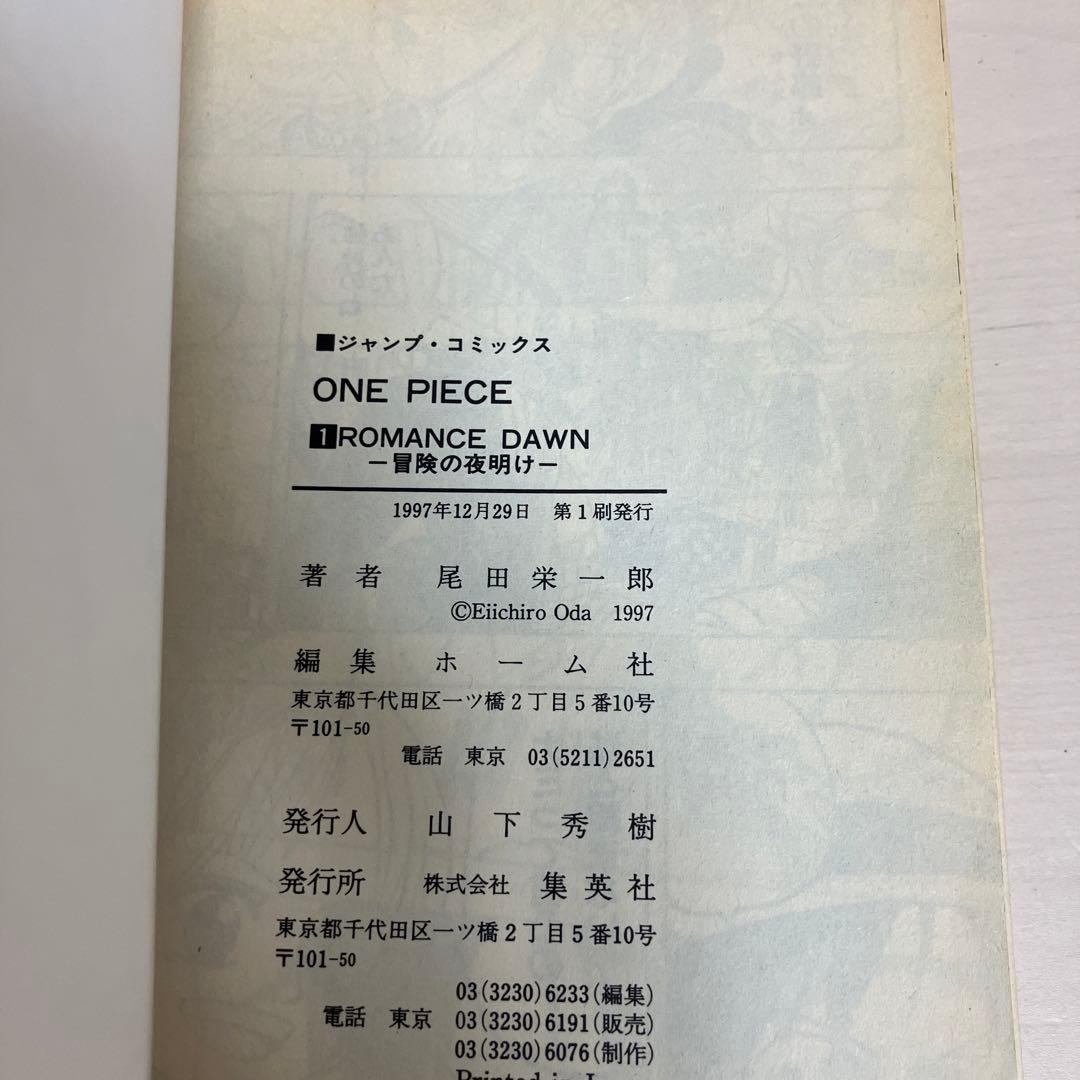 ■ジャンプ・コミックス
ONE PIECE
1 ROMANCE DAWN
―冒険の夜明け―
1997年12月29日 第1刷発行
著者 尾田栄一郎
©Eiichiro Oda 1997
編集 ホーム社
東京都千代田区一ツ橋2丁目5番10号
〒101-50
電話 東京 03(5211)2651
発行人 山下秀樹
発行所 株式会社 集英社
東京都千代田区一ツ橋2丁目5番10号
〒101-50
03(3230)6233(編集)
電話 東京 03(3230)6191(販売)
03(3230)6076(制作)
Printed in